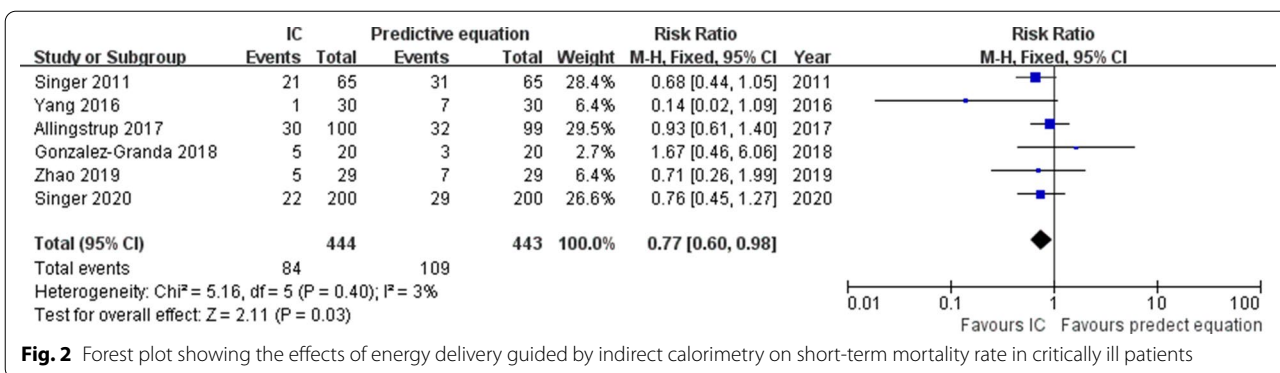 IC Predictive equation Risk Ratio Risk Ratio
Study or Subgroup Events Total Events Total Weight M-H, Fixed, 95% CI Year M-H, Fixed, 95% CI
Singer 2011 21 65 31 65 28.4% 0.68 [0.44, 1.05] 2011
Yang 2016 1 30 7 30 6.4% 0.14 [0.02, 1.09] 2016
Allingstrup 2017 30 100 32 99 29.5% 0.93 [0.61, 1.40] 2017
Gonzalez-Granda 2018 5 20 3 20 2.7% 1.67 [0.46, 6.06] 2018
Zhao 2019 5 29 7 29 6.4% 0.71 [0.26, 1.99] 2019
Singer 2020 22 200 29 200 26.6% 0.76 [0.45, 1.27] 2020
Total (95% CI) 444 443 100.0% 0.77 [0.60, 0.98]
Total events 84 109
Heterogeneity: Chi² = 5.16, df = 5 (P = 0.40); I² = 3%
Test for overall effect: Z = 2.11 (P = 0.03)
0.01 0.1 1 10 100
Favours IC Favours predect equation
Fig. 2 Forest plot showing the effects of energy delivery guided by indirect calorimetry on short-term mortality rate in critically ill patients